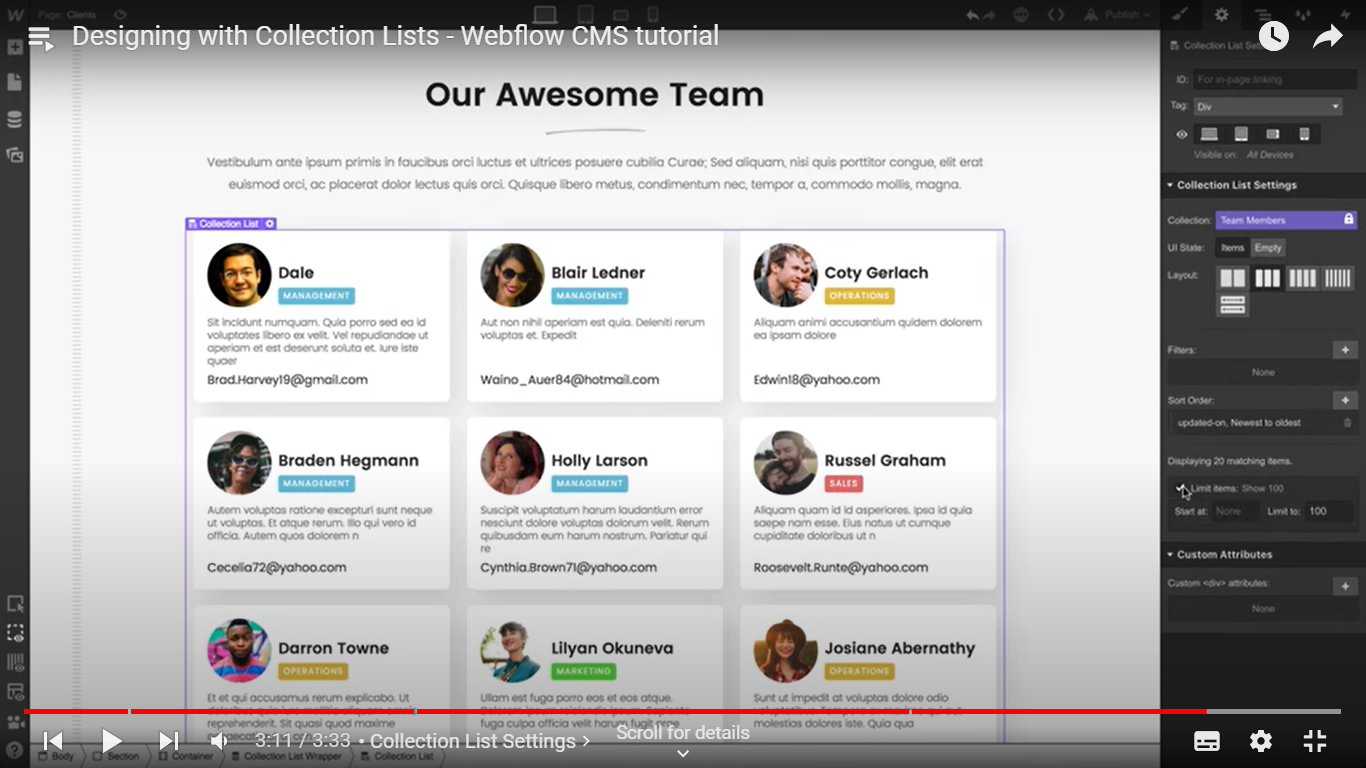 Page: Clients
Publish
Designing with Collection Lists - Webflow CMS tutorial
Our Awesome Team
Vestibulum ante ipsum primis in faucibus orci luctus et ultrices posuere cubilia Curae; Sed aliquam, nisi quis porttitor congue, elit erat
euismod orci, ac placerat dolor lectus quis orci. Quisque libero metus, condimentum nec, tempor a, commodo mollis, magna.
Collection List
Dale
MANAGEMENT
Sit incidunt numquam. Quia porro sed ea id
voluptates libero ex velit. Vel repudiandae ut
aperiam et est deserunt soluta et. Iure iste
quaer
Brad.Harvey19@gmail.com
Blair Ledner
MANAGEMENT
Aut non nihil aperiam est quia. Deleniti rerum
voluptas et. Expedit
Waino_Auer84@hotmail.com
Coty Gerlach
OPERATIONS
Aliquam animi accusantium quidem dolorem
ea ipsam dolore
Edwin18@yahoo.com
Braden Hegmann
MANAGEMENT
Autem voluptas ratione excepturi sunt neque
ut voluptas. Et atque rerum. Illo qui vero id
officia. Autem quos dolorem n
Cecelia72@yahoo.com
Holly Larson
MANAGEMENT
Suscipit voluptatum harum laudantium error
nesciunt dolore voluptas dolorum velit. Rerum
quibusdam eum harum nostrum. Pariatur qui
re
Cynthia.Brown71@yahoo.com
Russel Graham
SALES
Aliquam quam id id asperiores. Ipsa id quia
saepe nam esse. Eius natus ut cumque
cupiditate doloribus ut n
Roosevelt.Runte@yahoo.com
Darron Towne
OPERATIONS
Et et qui accusamus rerum explicabo. Ut
reprehenderit. Sit quasi quod maxime
Lilyan Okuneva
MARKETING
Ullam est fuga porro eos et eos atque.
fuga culpa officia velit harum fugit
Josiane Abernathy
OPERATIONS
Sunt ut impedit at voluptas dolore odio
molestias dolores iste. Quia qua
Collection List Set
ID: For in-page linking
Tag: Div
Visible on: All Devices
Collection List Settings
Collection: Team Members
UI State: Items Empty
Layout:
Filters:
None
Sort Order:
updated-on, Newest to oldest
Displaying 20 matching items.
Limit items: Show 100
Start at: None Limit to: 100
Custom Attributes
Custom <div> attributes:
None
3:11 / 3:33 • Collection List Settings
Scroll for details
Body Section Container Collection List Wrapper Collection List